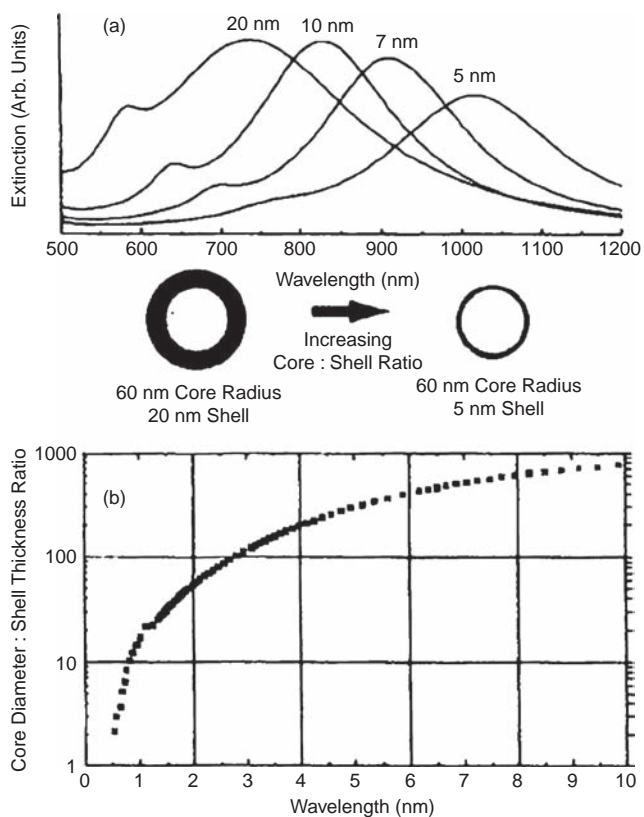 (a)
20 nm
10 nm
7 nm
5 nm
Extinction (Arb. Units)
500 600 700 800 900 1000 1100 1200
Wavelength (nm)
Increasing
Core : Shell Ratio
60 nm Core Radius
20 nm Shell
60 nm Core Radius
5 nm Shell
(b)
Core Diameter : Shell Thickness Ratio
1000
100
10
1
0 1 2 3 4 5 6 7 8 9 10
Wavelength (nm)